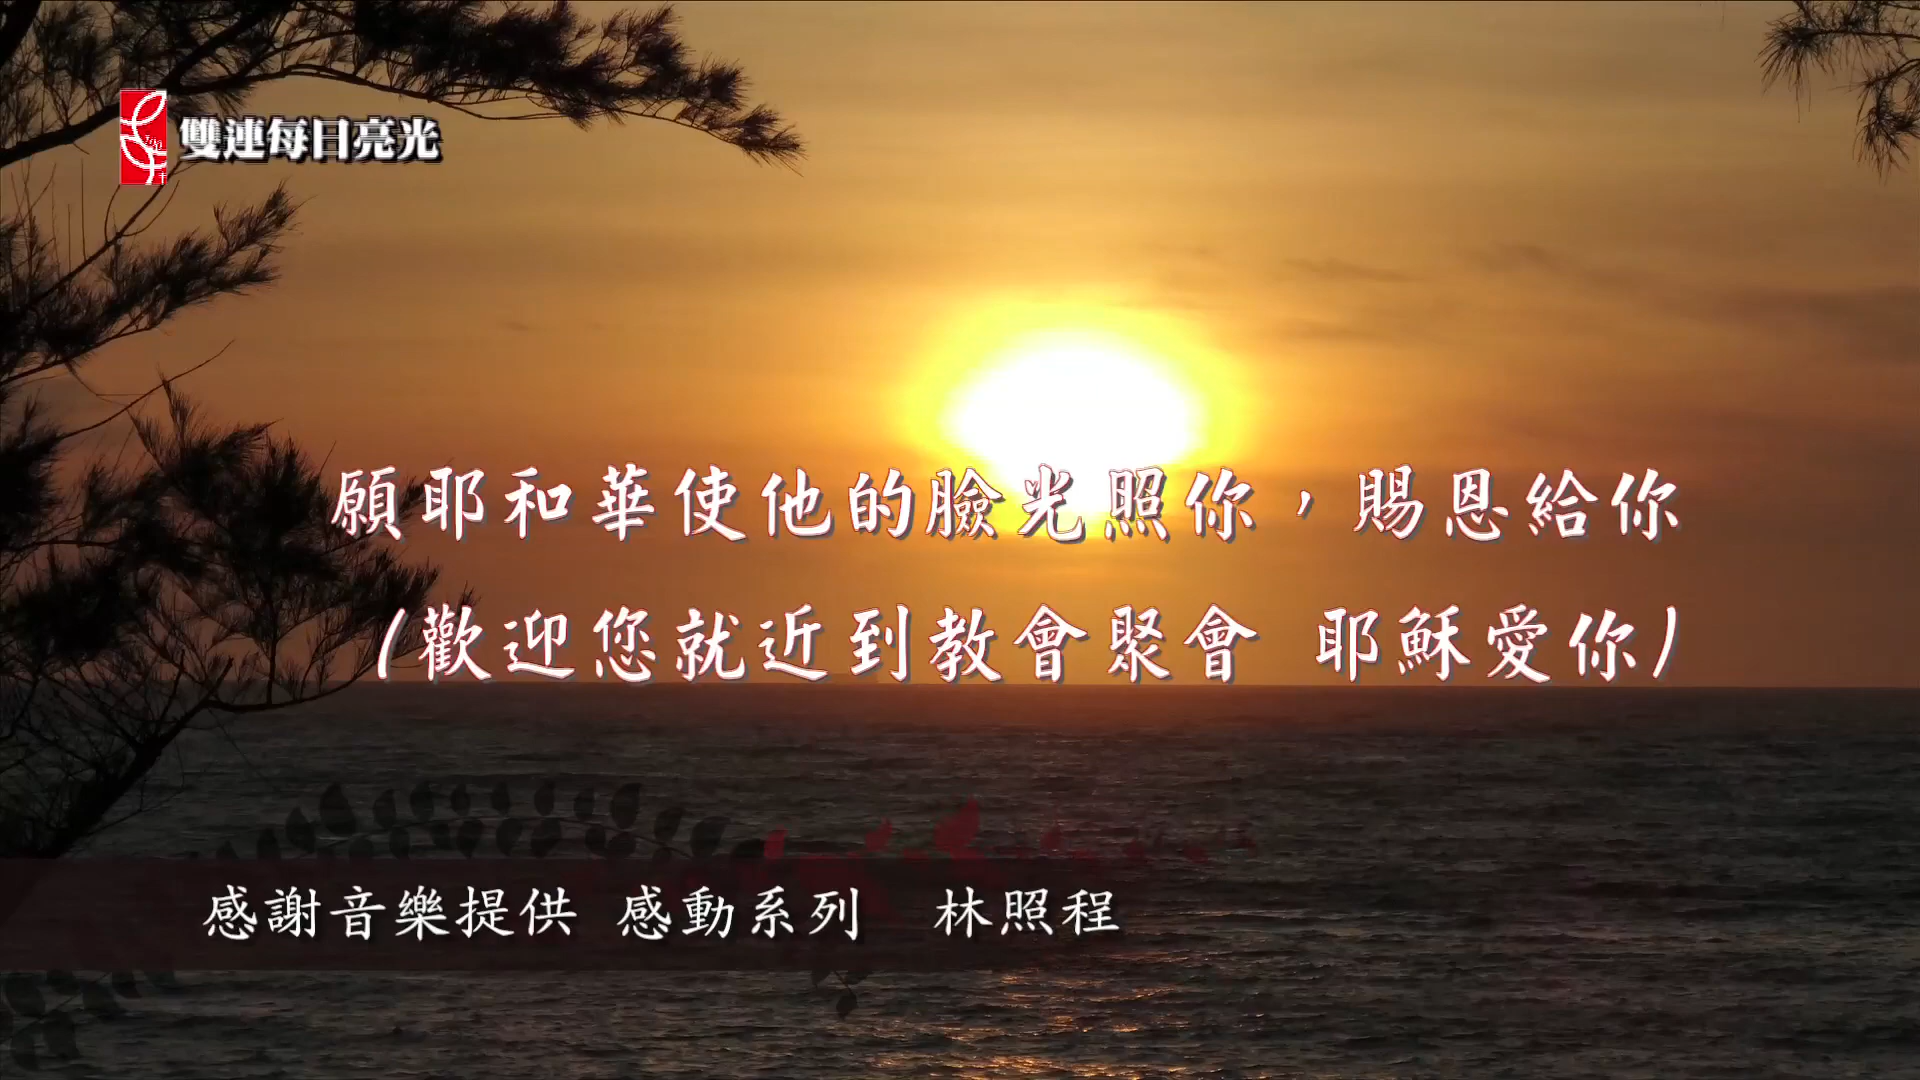 雙連每日亮光
願耶和華使他的臉光照你，賜恩給你
(歡迎您就近到教會聚會 耶穌愛你)
感謝音樂提供 感動系列 林照程